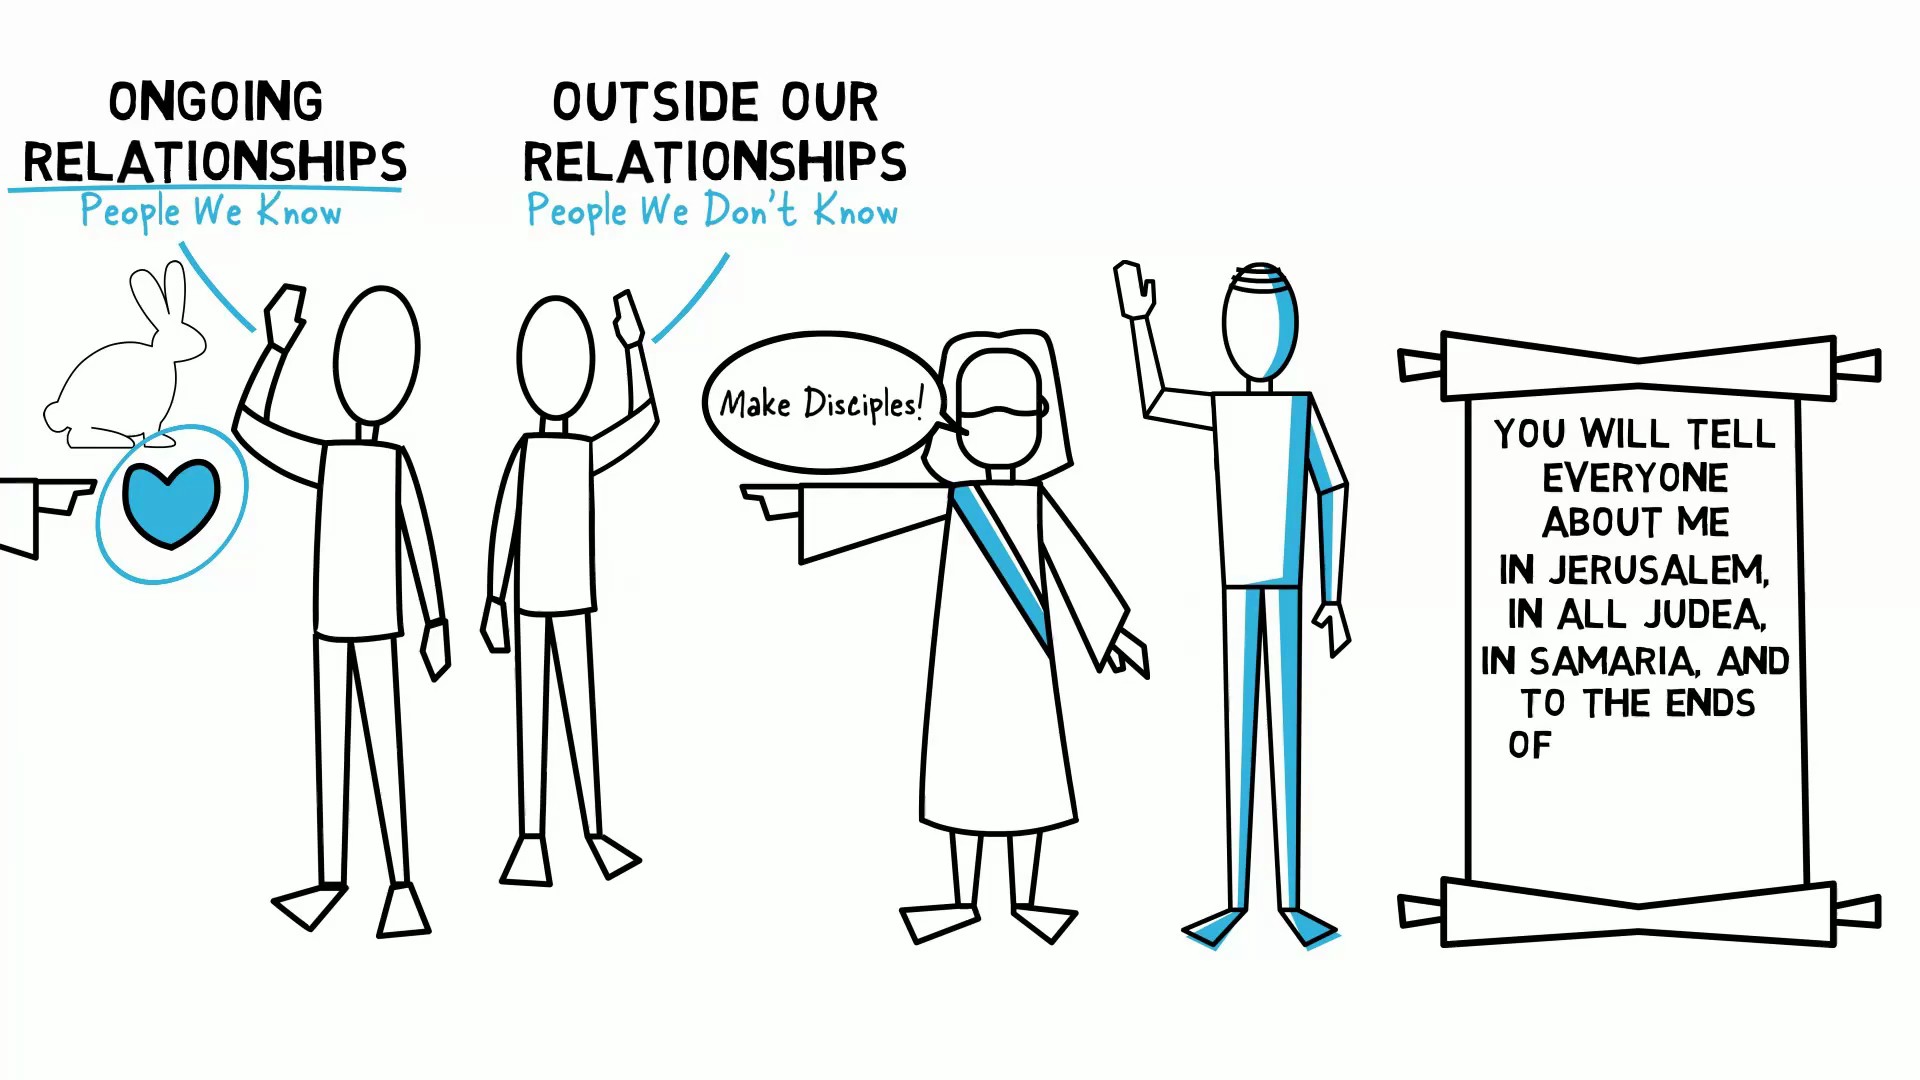 ONGOING
RELATIONSHIPS
People We Know
OUTSIDE OUR
RELATIONSHIPS
People We Don't Know
Make Disciples!
YOU WILL TELL
EVERYONE
ABOUT ME
IN JERUSALEM,
IN ALL JUDEA,
IN SAMARIA, AND
TO THE ENDS
OF